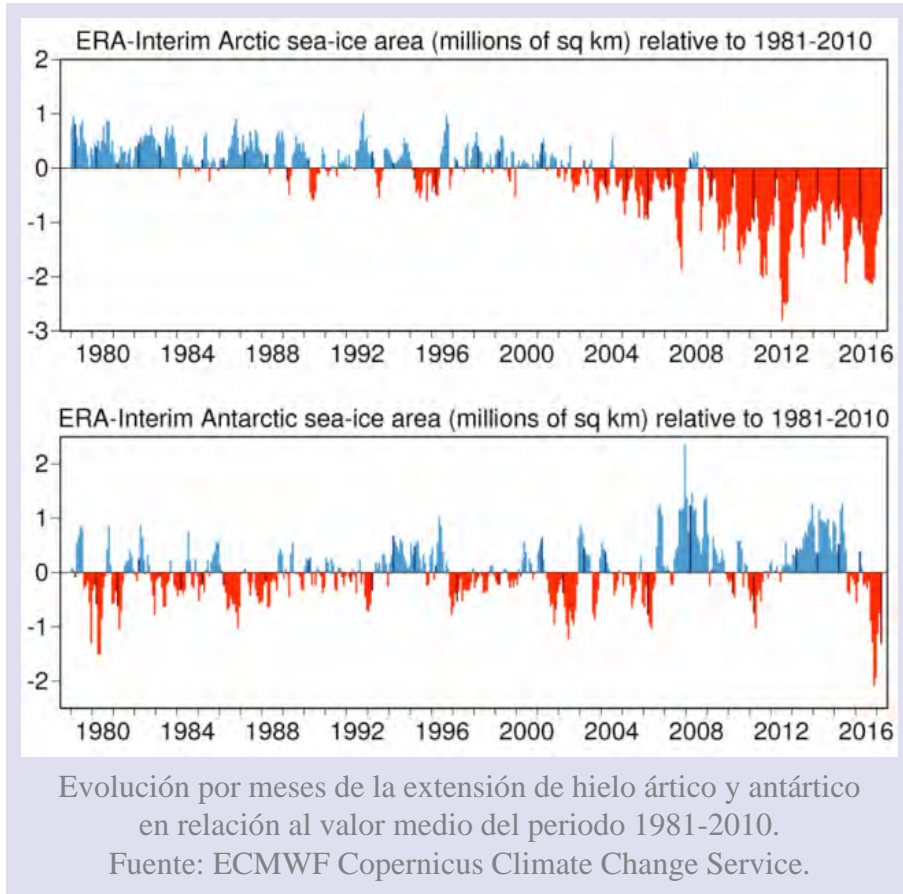 ERA-Interim Arctic sea-ice area (millions of sq km) relative to 1981-2010
2
1
0
-1
-2
-3
1980 1984 1988 1992 1996 2000 2004 2008 2012 2016
ERA-Interim Antarctic sea-ice area (millions of sq km) relative to 1981-2010
2
1
0
-1
-2
1980 1984 1988 1992 1996 2000 2004 2008 2012 2016
Evolución por meses de la extensión de hielo ártico y antártico
en relación al valor medio del periodo 1981-2010.
Fuente: ECMWF Copernicus Climate Change Service.